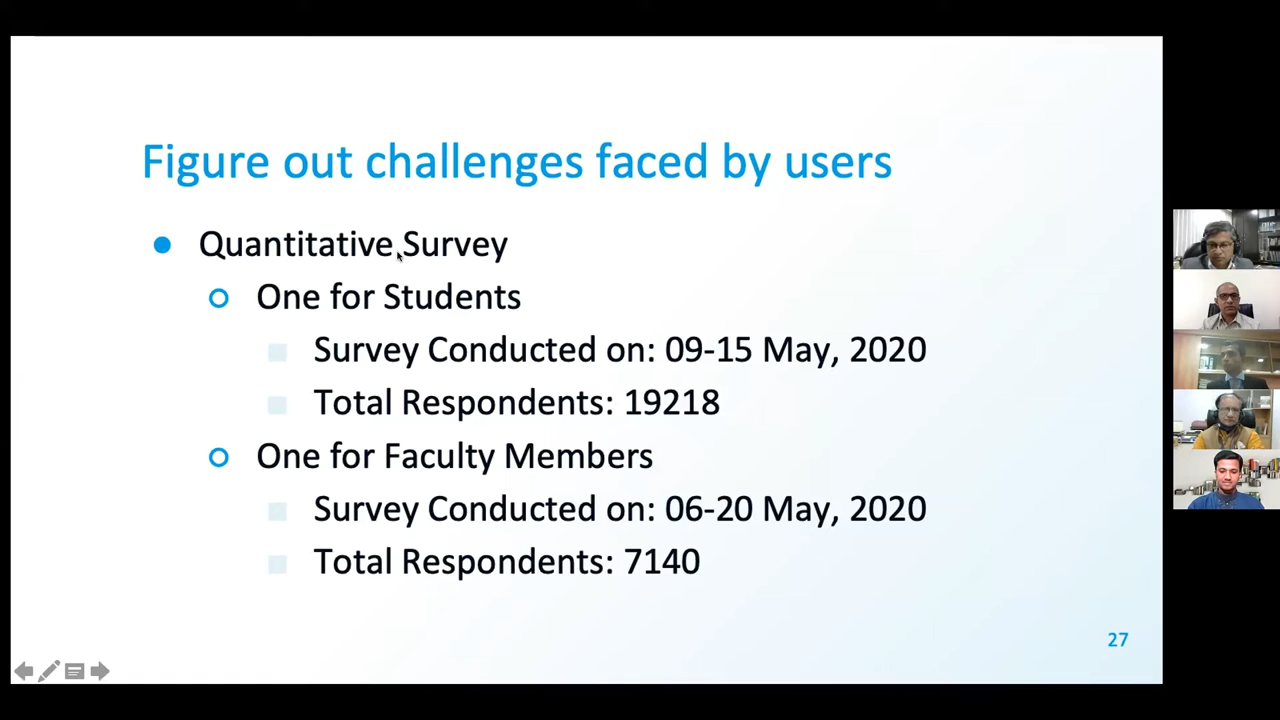 Figure out challenges faced by users
Quantitative Survey
One for Students
Survey Conducted on: 09-15 May, 2020
Total Respondents: 19218
One for Faculty Members
Survey Conducted on: 06-20 May, 2020
Total Respondents: 7140
27